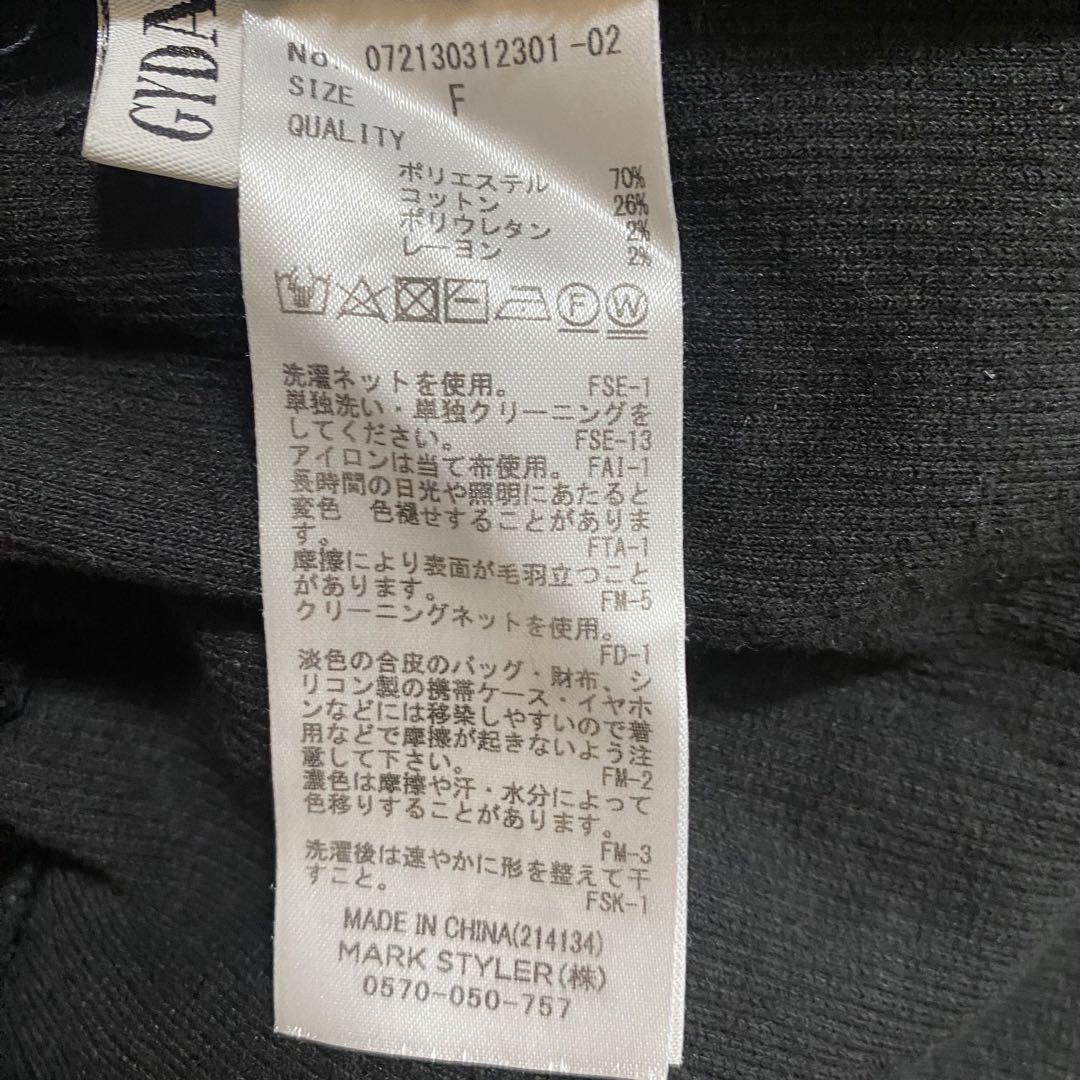 GYDA
No. 072130312301-02
SIZE F
QUALITY
ポリエステル 70%
コットン 26%
ポリウレタン 2%
レーヨン 2%
F W
洗濯ネットを使用。 FSE-1
単独洗い・単独クリーニングを
してください。 FSE-13
アイロンは当て布使用。 FAI-1
長時間の日光や照明にあたると
変色 色褪せすることがありま
す。 FTA-1
摩擦により表面が毛羽立つこと
があります。 FM-5
クリーニングネットを使用。
FD-1
淡色の合皮のバッグ・財布、シ
リコン製の携帯ケース・イヤホ
ンなどには移染しやすいので着
用などで摩擦が起きないよう注
意して下さい。 FM-2
濃色は摩擦や汗・水分によって
色移りすることがあります。
FM-3
洗濯後は速やかに形を整えて干
すこと。 FSK-1
MADE IN CHINA(214134)
MARK STYLER(株)
0570-050-757